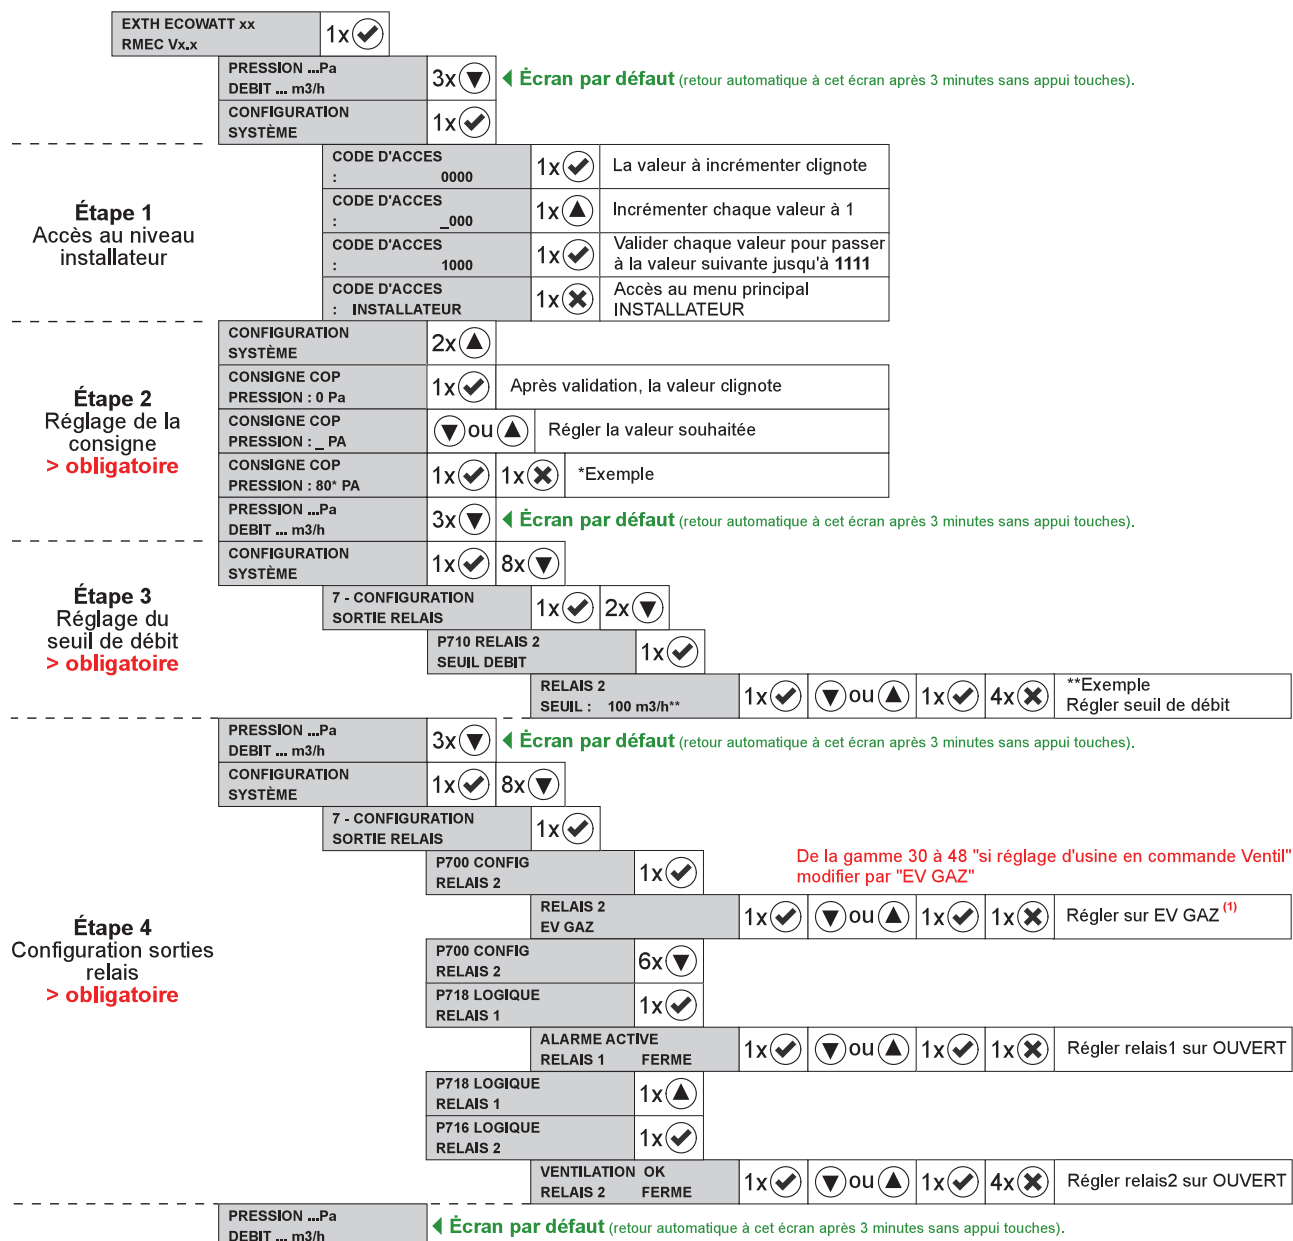 EXTH ECOWATT xx
RMEC Vx.x
1x
PRESSION ...Pa
DEBIT ... m3/h
3x
Écran par défaut (retour automatique à cet écran après 3 minutes sans appui touches).
CONFIGURATION
SYSTÈME
1x
Étape 1
Accès au niveau
installateur
CODE D'ACCES
: 0000
1x
La valeur à incrémenter clignote
CODE D'ACCES
: _000
1x
Incrémenter chaque valeur à 1
CODE D'ACCES
: 1000
1x
Valider chaque valeur pour passer
à la valeur suivante jusqu'à 1111
CODE D'ACCES
: INSTALLATEUR
1x
Accès au menu principal
INSTALLATEUR
Étape 2
Réglage de la
consigne
> obligatoire
CONFIGURATION
SYSTÈME
2x
CONSIGNE COP
PRESSION : 0 Pa
1x
Après validation, la valeur clignote
CONSIGNE COP
PRESSION : _ PA
ou
Régler la valeur souhaitée
CONSIGNE COP
PRESSION : 80* PA
1x 1x
*Exemple
PRESSION ...Pa
DEBIT ... m3/h
3x
Écran par défaut (retour automatique à cet écran après 3 minutes sans appui touches).
Étape 3
Réglage du
seuil de débit
> obligatoire
CONFIGURATION
SYSTÈME
1x 8x
7 - CONFIGURATION
SORTIE RELAIS
1x 2x
P710 RELAIS 2
SEUIL DEBIT
1x
RELAIS 2
SEUIL : 100 m3/h**
1x ou 1x 4x
**Exemple
Régler seuil de débit
PRESSION ...Pa
DEBIT ... m3/h
3x
Écran par défaut (retour automatique à cet écran après 3 minutes sans appui touches).
Étape 4
Configuration sorties
relais
> obligatoire
CONFIGURATION
SYSTÈME
1x 8x
7 - CONFIGURATION
SORTIE RELAIS
1x
P700 CONFIG
RELAIS 2
1x
De la gamme 30 à 48 "si réglage d'usine en commande Ventil"
modifier par "EV GAZ"
RELAIS 2
EV GAZ
1x ou 1x 1x
Régler sur EV GAZ (1)
P700 CONFIG
RELAIS 2
6x
P718 LOGIQUE
RELAIS 1
1x
ALARME ACTIVE
RELAIS 1 FERME
1x ou 1x 1x
Régler relais1 sur OUVERT
P718 LOGIQUE
RELAIS 1
1x
P716 LOGIQUE
RELAIS 2
1x
VENTILATION OK
RELAIS 2 FERME
1x ou 1x 4x
Régler relais2 sur OUVERT
PRESSION ...Pa
DEBIT ... m3/h
Écran par défaut (retour automatique à cet écran après 3 minutes sans appui touches).